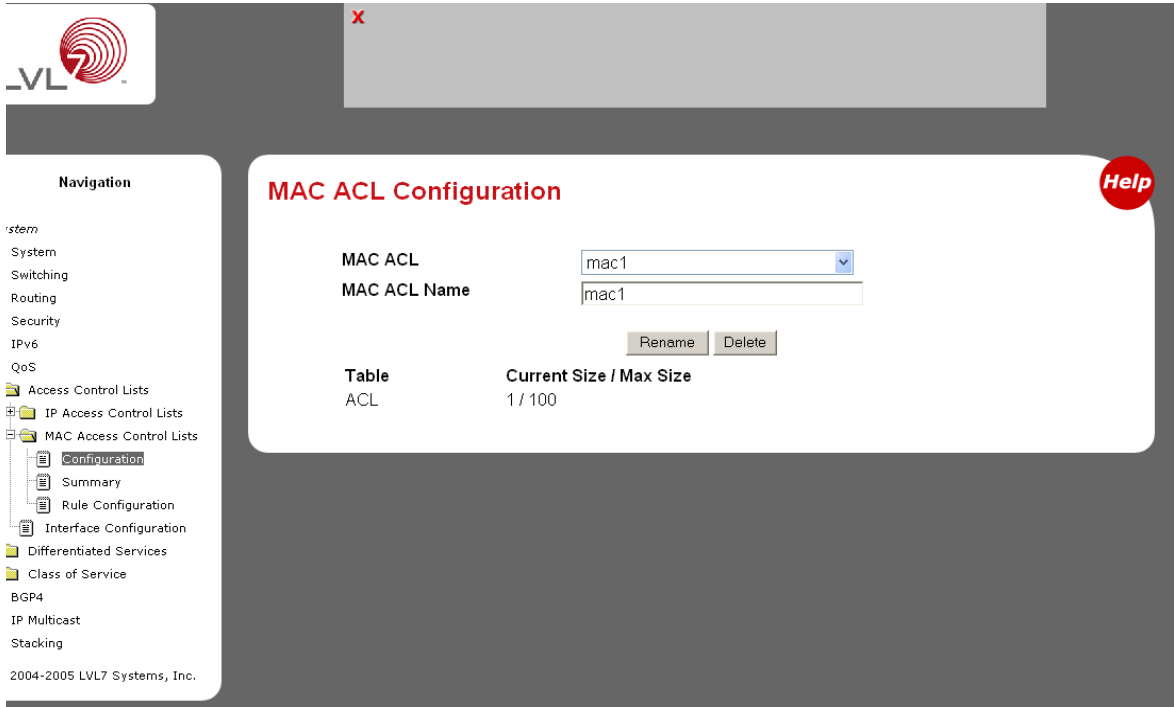 X
LVL 7
Navigation
stem
System
Switching
Routing
Security
IPv6
QoS
Access Control Lists
IP Access Control Lists
MAC Access Control Lists
Configuration
Summary
Rule Configuration
Interface Configuration
Differentiated Services
Class of Service
BGP4
IP Multicast
Stacking
2004-2005 LVL7 Systems, Inc.
MAC ACL Configuration
Help
MAC ACL mac1
MAC ACL Name mac1
Rename Delete
Table Current Size / Max Size
ACL 1 / 100